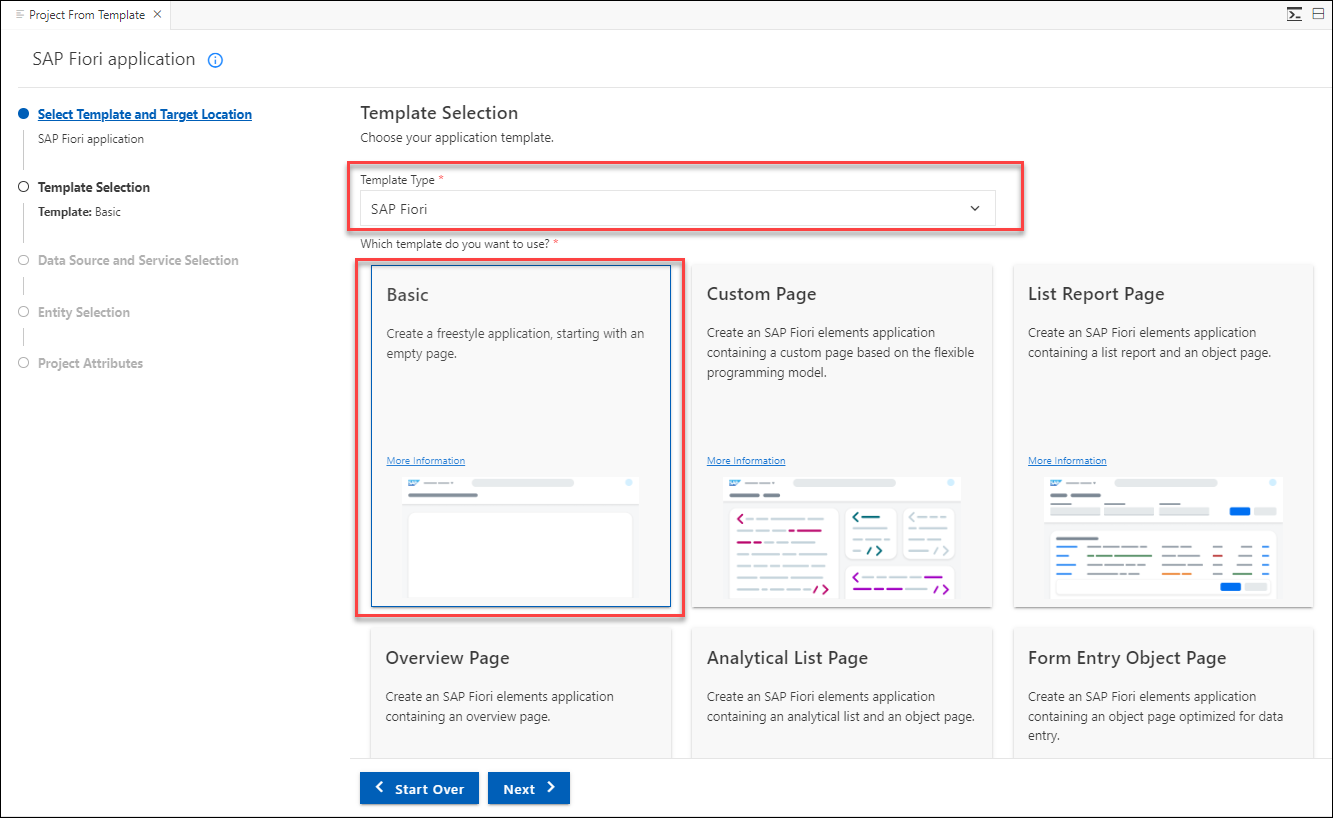 Project From Template
SAP Fiori application
Select Template and Target Location
SAP Fiori application
Template Selection
Template: Basic
Data Source and Service Selection
Entity Selection
Project Attributes
Template Selection
Choose your application template.
Template Type *
SAP Fiori
Which template do you want to use? *
Basic
Create a freestyle application, starting with an
empty page.
More Information
SAP
Custom Page
Create an SAP Fiori elements application
containing a custom page based on the flexible
programming model.
More Information
SAP
List Report Page
Create an SAP Fiori elements application
containing a list report and an object page.
More Information
SAP
Overview Page
Create an SAP Fiori elements application
containing an overview page.
Analytical List Page
Create an SAP Fiori elements application
containing an analytical list and an object page.
Form Entry Object Page
Create an SAP Fiori elements application
containing an object page optimized for data
entry.
Start Over
Next